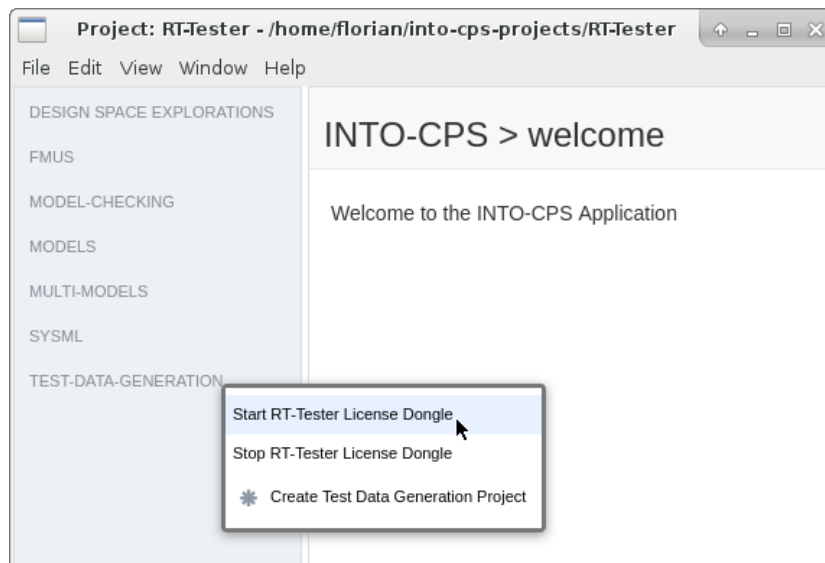 Project: RT-Tester - /home/florian/into-cps-projects/RT-Tester
File Edit View Window Help
DESIGN SPACE EXPLORATIONS
FMUS
MODEL-CHECKING
MODELS
MULTI-MODELS
SYSML
TEST-DATA-GENERATION
INTO-CPS > welcome
Welcome to the INTO-CPS Application
Start RT-Tester License Dongle
Stop RT-Tester License Dongle
Create Test Data Generation Project